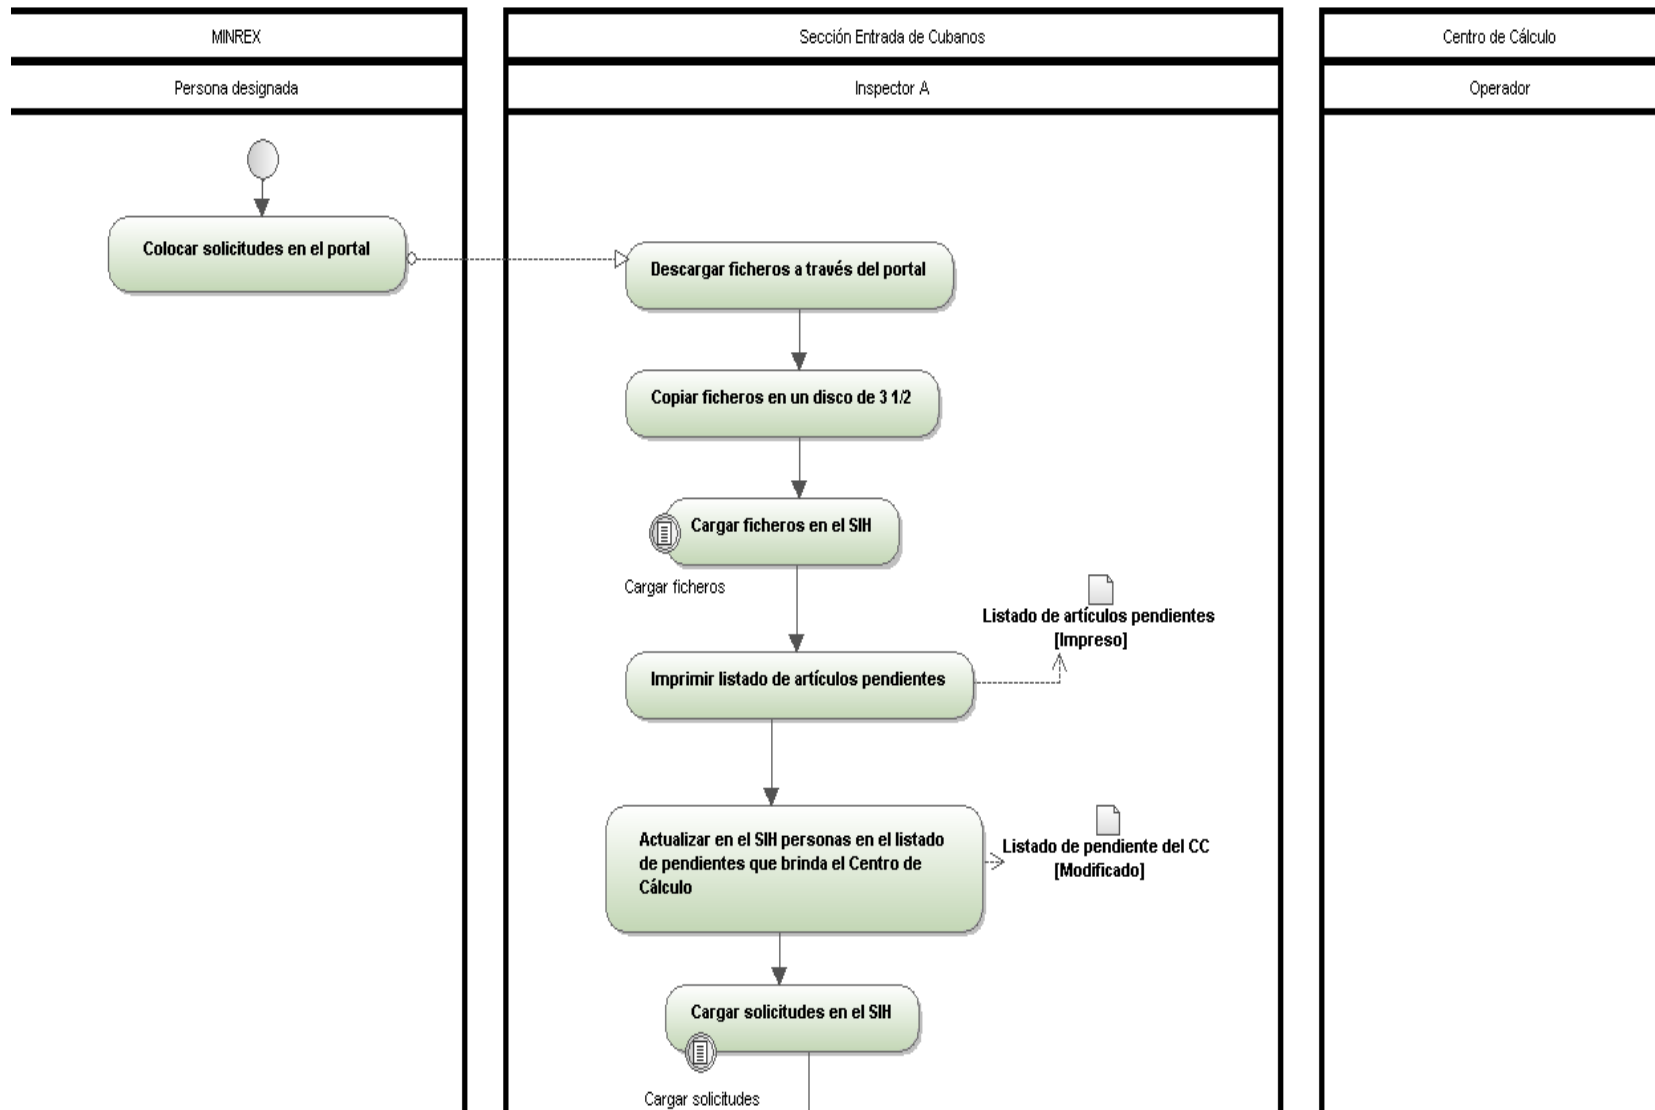 MINREX
Sección Entrada de Cubanos
Centro de Cálculo
Persona designada
Inspector A
Operador
Colocar solicitudes en el portal
Descargar ficheros a través del portal
Copiar ficheros en un disco de 3 1/2
Cargar ficheros en el SIH
Cargar ficheros
Listado de artículos pendientes
[Impreso]
Imprimir listado de artículos pendientes
Actualizar en el SIH personas en el listado
de pendientes que brinda el Centro de
Cálculo
Listado de pendiente del CC
[Modificado]
Cargar solicitudes en el SIH
Cargar solicitudes